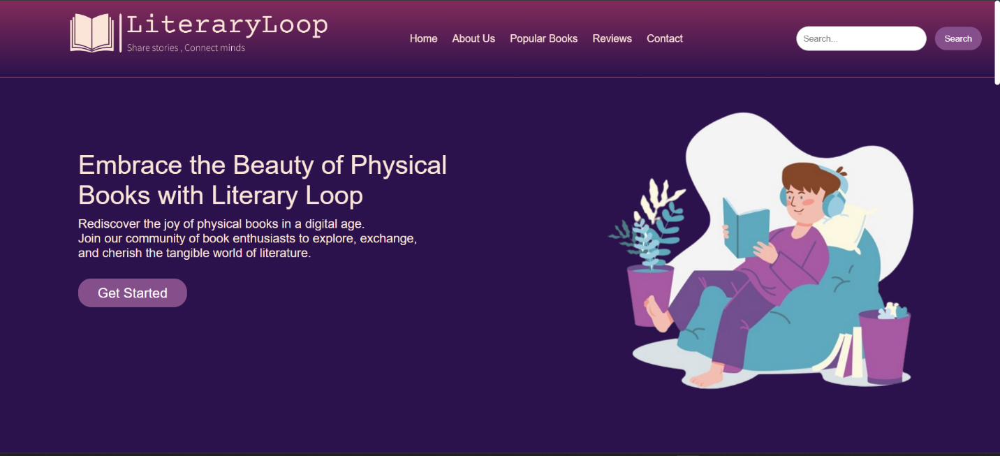 LiteraryLoop
Share stories , Connect minds
Home About Us Popular Books Reviews Contact
Search... Search
Embrace the Beauty of Physical
Books with Literary Loop
Rediscover the joy of physical books in a digital age.
Join our community of book enthusiasts to explore, exchange,
and cherish the tangible world of literature.
Get Started